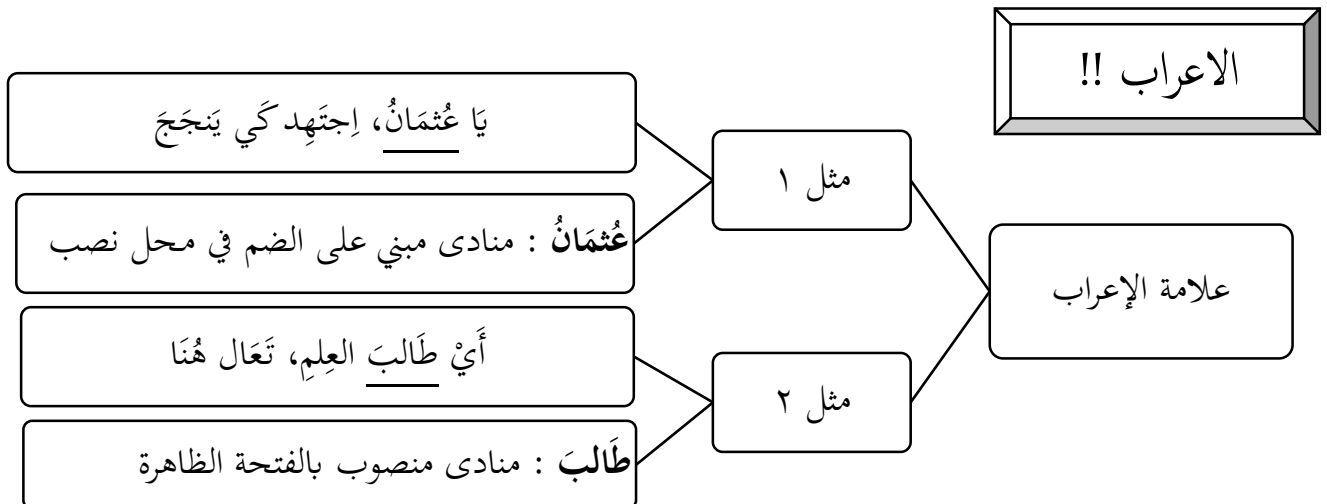 الاعراب !!
علامة الإعراب
مثل ١
يَا عُثمَانُ، اِجتَهِد كَي يَنجَجَ
عُثمَانُ : منادى مبني على الضم في محل نصب
مثل ٢
أَيْ طَالبَ العِلمِ، تَعَال هُنَا
طَالبَ : منادى منصوب بالفتحة الظاهرة